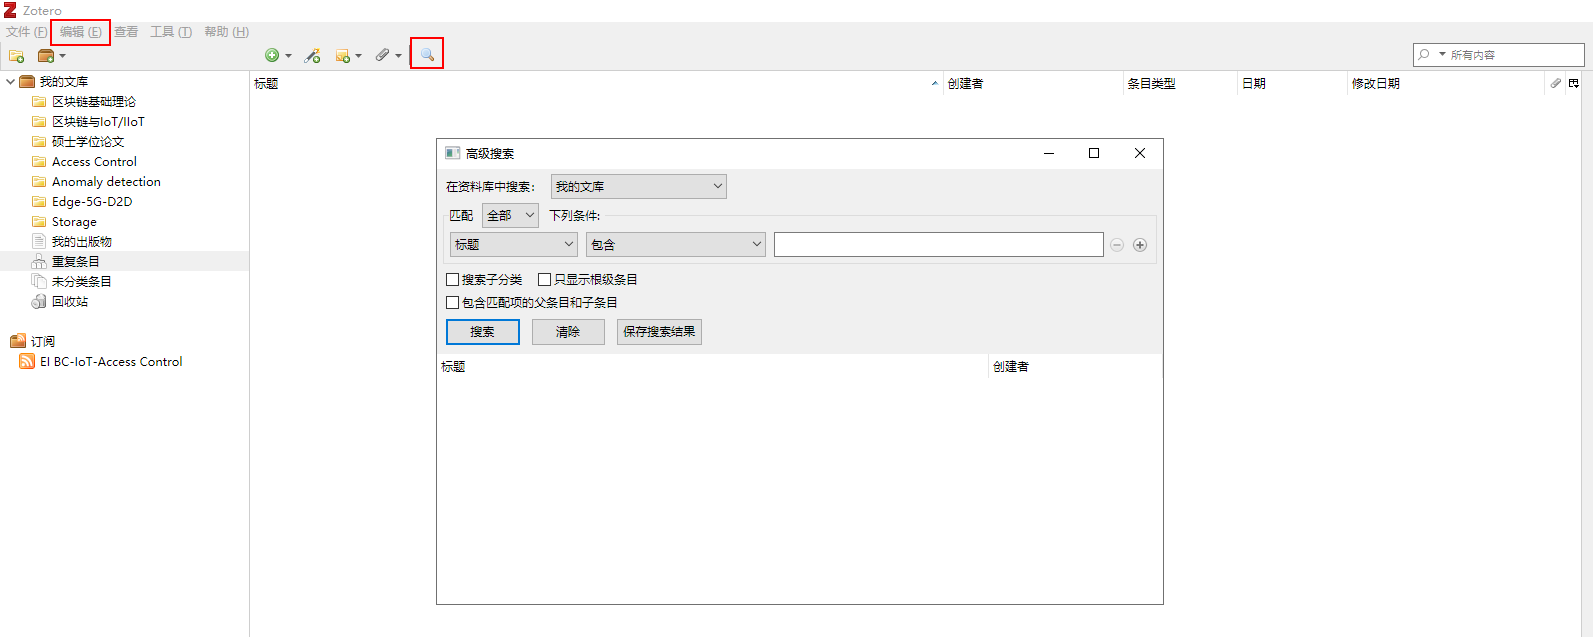 Zotero
文件 (F) 编辑 (E) 查看 工具 (T) 帮助 (H)
所有内容
我的文库
区块链基础理论
区块链与IoT/IIoT
硕士学位论文
Access Control
Anomaly detection
Edge-5G-D2D
Storage
我的出版物
重复条目
未分类条目
回收站
订阅
EI BC-IoT-Access Control
标题 创建者 条目类型 日期 修改日期
高级搜索
在资料库中搜索: 我的文库
匹配 全部 下列条件:
标题 包含
搜索子分类 只显示根级条目
包含匹配项的父条目和子条目
搜索 清除 保存搜索结果
标题 创建者